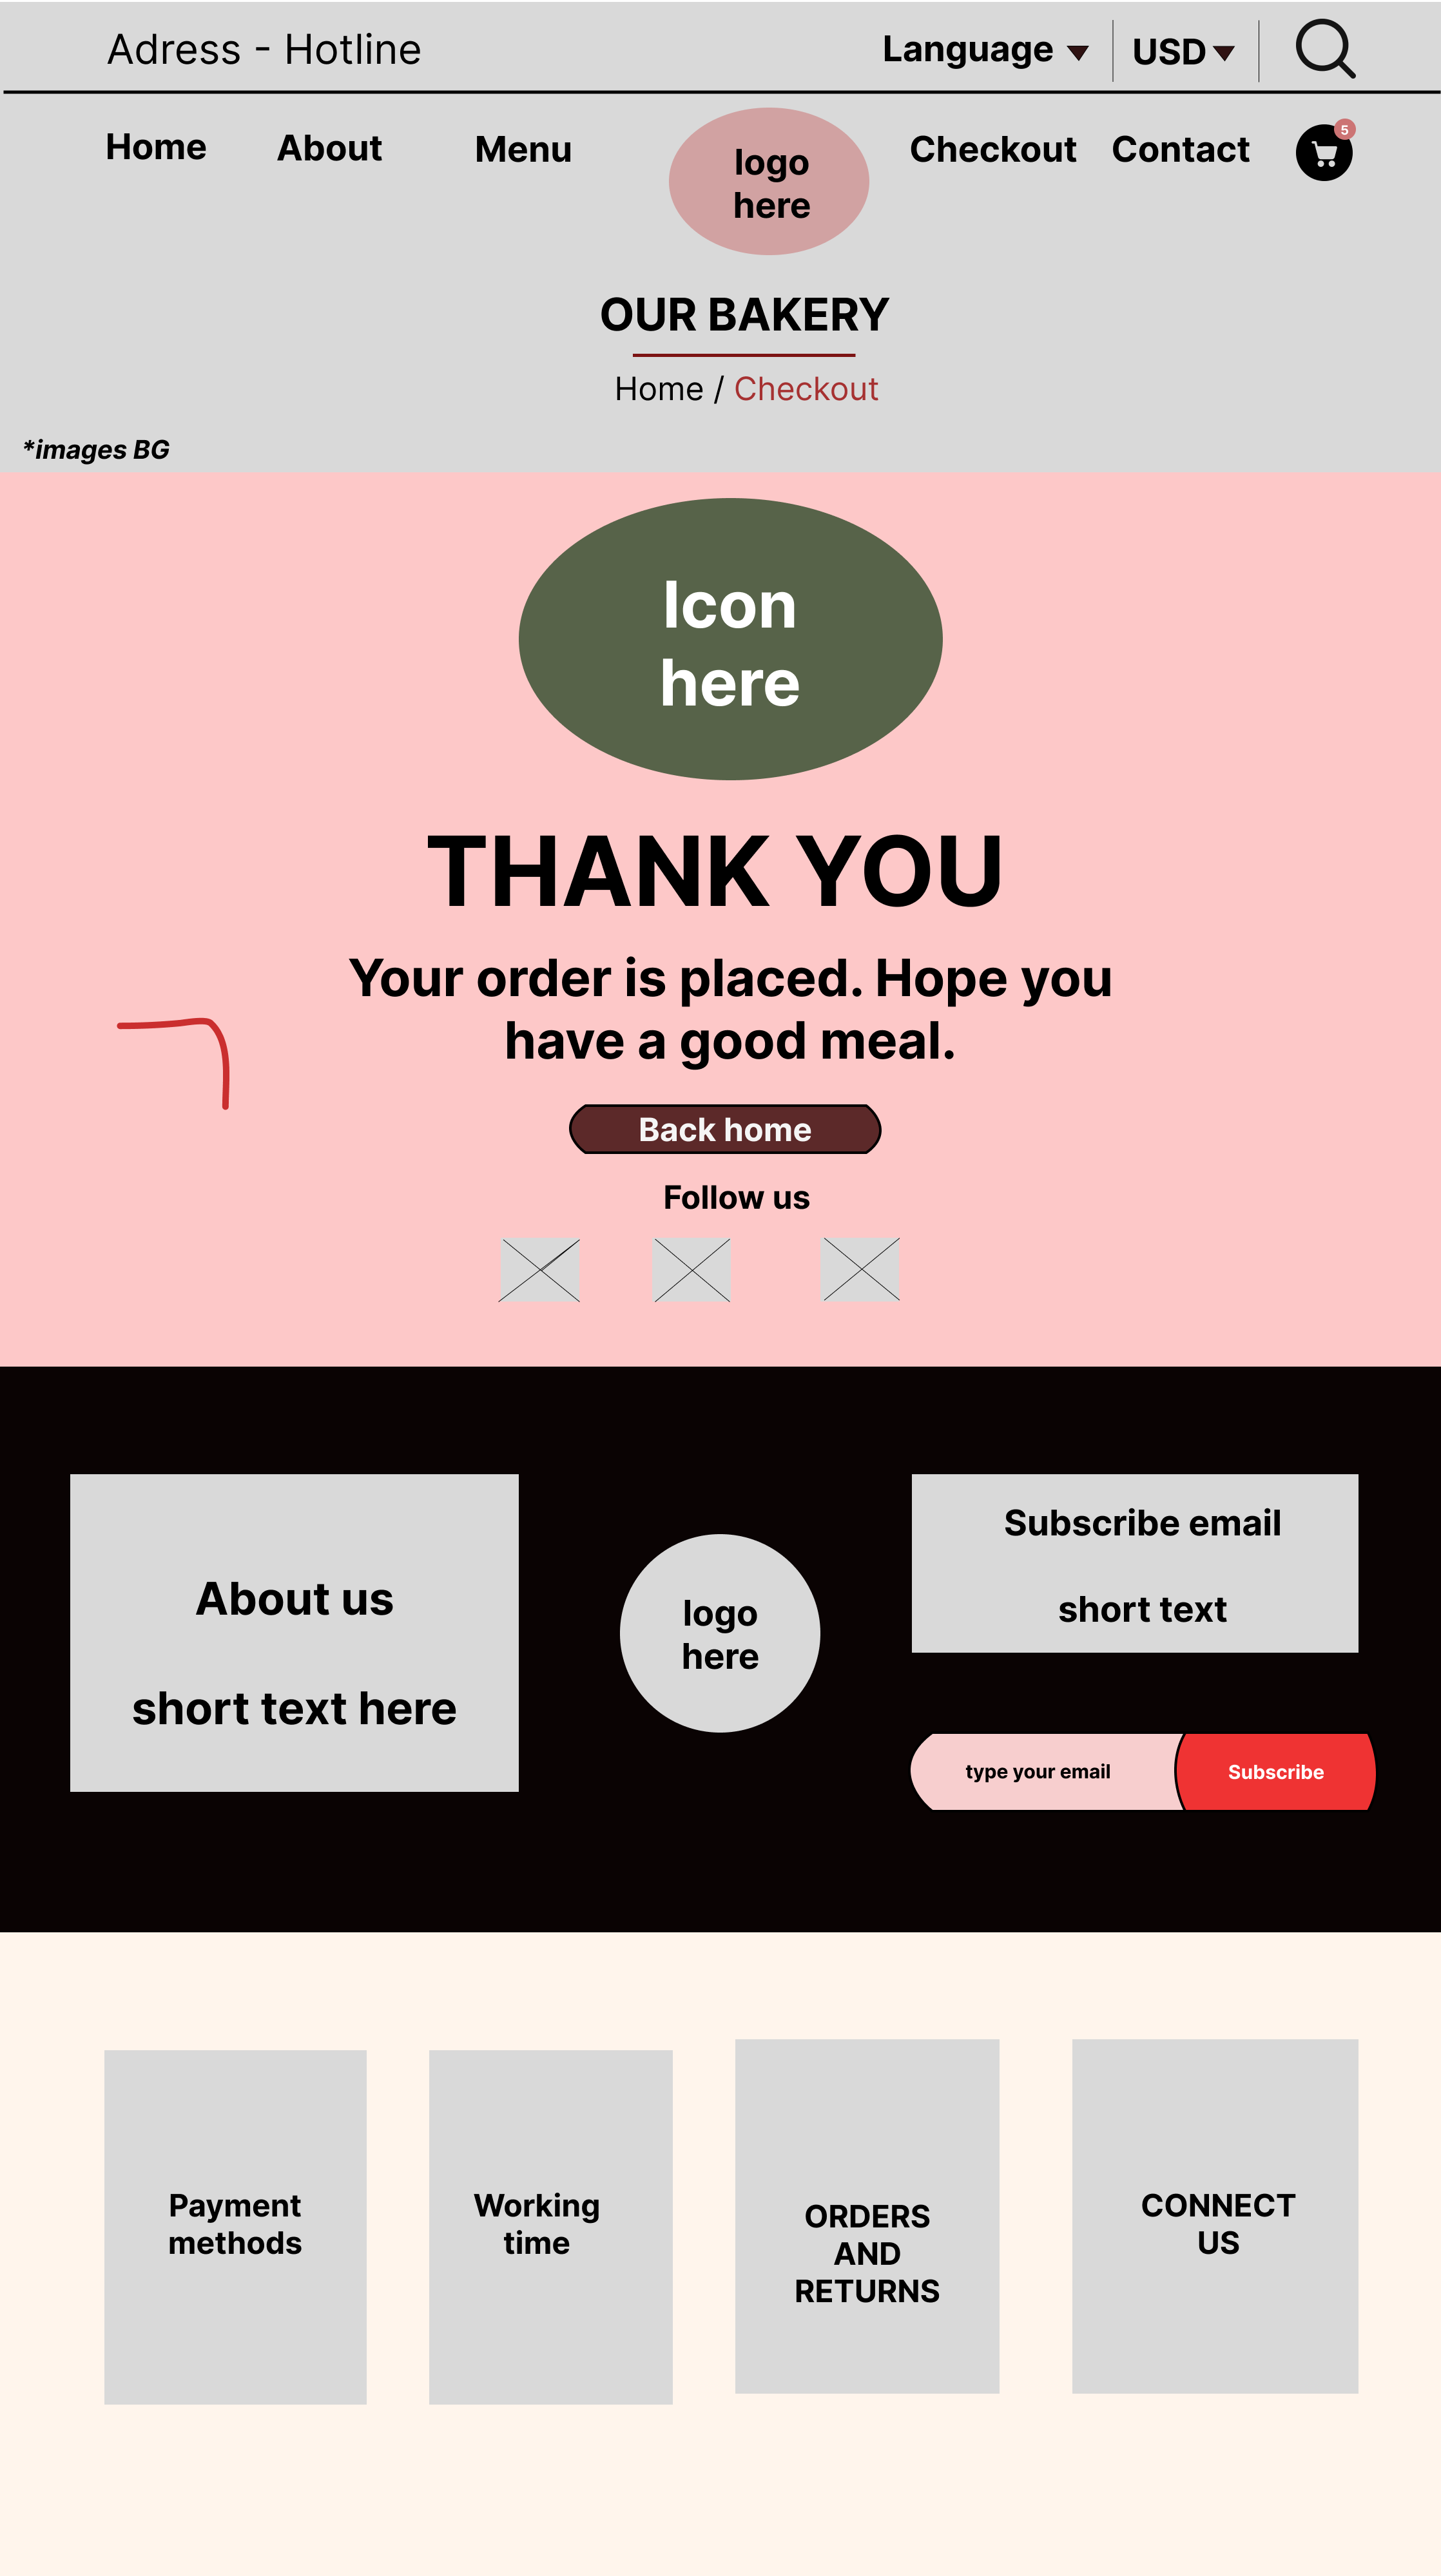 Adress - Hotline
Language
USD
Home
About
Menu
logo
here
Checkout
Contact
5
OUR BAKERY
Home / Checkout
*images BG
Icon
here
THANK YOU
Your order is placed. Hope you
have a good meal.
Back home
Follow us
About us
short text here
logo
here
Subscribe email
short text
type your email
Subscribe
Payment
methods
Working
time
ORDERS
AND
RETURNS
CONNECT
US